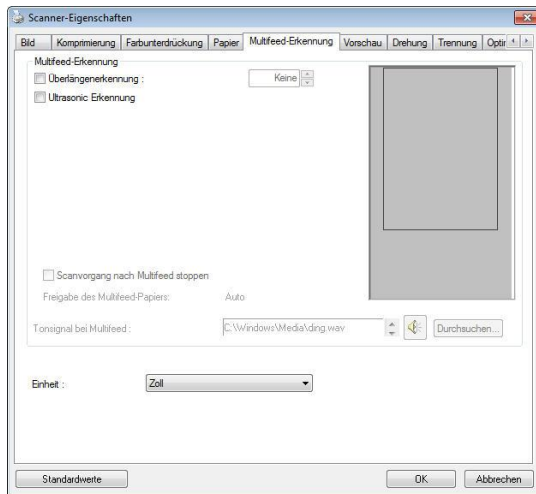 Scanner-Eigenschaften
Bild Komprimierung Farbunterdrückung Papier Multifeed-Erkennung Vorschau Drehung Trennung Optir
Multifeed-Erkennung
Überlängenerkennung : Keine
Ultrasonic Erkennung
Scanvorgang nach Multifeed stoppen
Freigabe des Multifeed-Papiers: Auto
Tonsignal bei Multifeed : C:\Windows\Media\ding.wav Durchsuchen...
Einheit : Zoll
Standardwerte OK Abbrechen